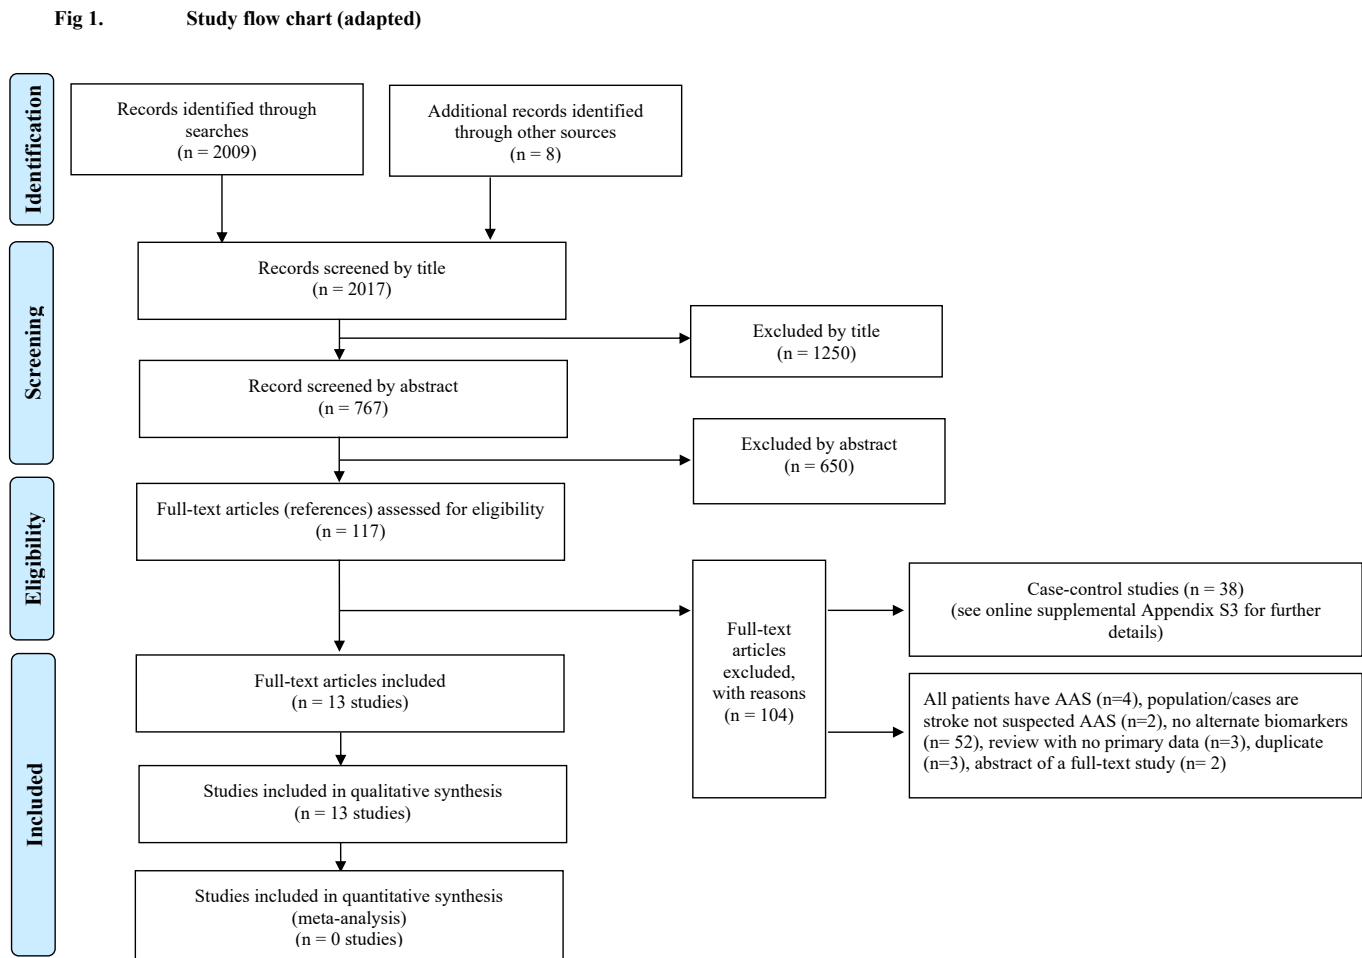 Fig 1. Study flow chart (adapted)
Identification
Records identified through
searches
(n = 2009)
Additional records identified
through other sources
(n = 8)
Screening
Records screened by title
(n = 2017)
Excluded by title
(n = 1250)
Record screened by abstract
(n = 767)
Excluded by abstract
(n = 650)
Eligibility
Full-text articles (references) assessed for eligibility
(n = 117)
Full-text
articles
excluded,
with reasons
(n = 104)
Case-control studies (n = 38)
(see online supplemental Appendix S3 for further
details)
All patients have AAS (n=4), population/cases are
stroke not suspected AAS (n=2), no alternate biomarkers
(n= 52), review with no primary data (n=3), duplicate
(n=3), abstract of a full-text study (n= 2)
Included
Full-text articles included
(n = 13 studies)
Studies included in qualitative synthesis
(n = 13 studies)
Studies included in quantitative synthesis
(meta-analysis)
(n = 0 studies)